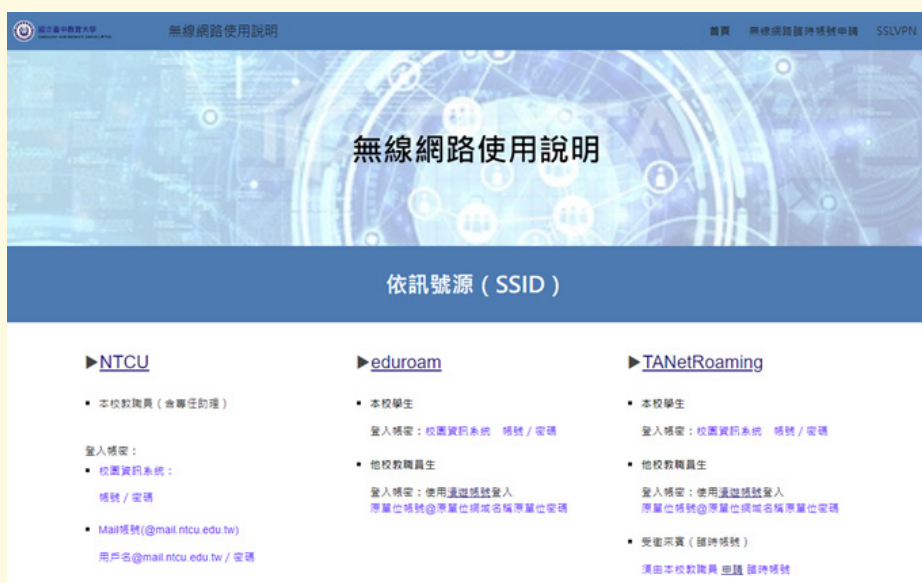 國立臺中教育大學
無線網路使用說明
首頁 無線網路臨時帳號申請 SSLVPN
無線網路使用說明
依訊號源（SSID）
▶NTCU
▪ 本校教職員（含專任助理）
登入帳密：
▪ 校園資訊系統：
帳號 / 密碼
▪ Mail帳號(@mail.ntcu.edu.tw)
用戶名@mail.ntcu.edu.tw / 密碼
▶eduroam
▪ 本校學生
登入帳密：校園資訊系統 帳號 / 密碼
▪ 他校教職員生
登入帳密：使用漫遊帳號登入
原單位帳號@原單位網域名稱原單位密碼
▶TANetRoaming
▪ 本校學生
登入帳密：校園資訊系統 帳號 / 密碼
▪ 他校教職員生
登入帳密：使用漫遊帳號登入
原單位帳號@原單位網域名稱原單位密碼
▪ 受邀來賓（臨時帳號）
須由本校教職員 申請 臨時帳號